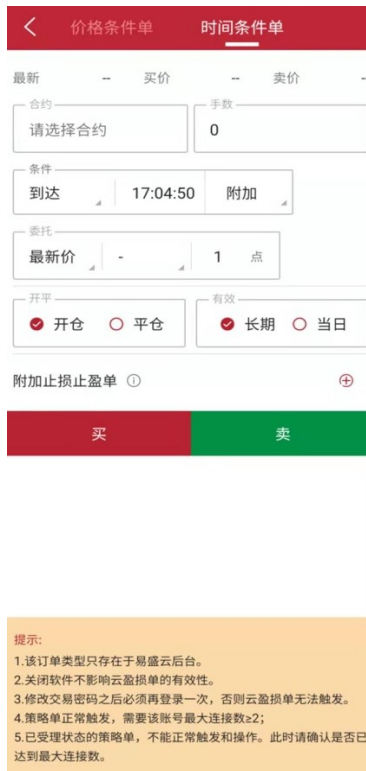 价格条件单 时间条件单
最新 -- 买价 -- 卖价 -
合约 手数
请选择合约 0
条件
到达 17:04:50 附加
委托
最新价 - 1 点
开平 有效
开仓 平仓 长期 当日
附加止损止盈单
买 卖
提示:
1.该订单类型只存在于易盛云后台。
2.关闭软件不影响云盈损单的有效性。
3.修改交易密码之后必须再登录一次，否则云盈损单无法触发。
4.策略单正常触发，需要该账号最大连接数≥2;
5.已受理状态的策略单，不能正常触发和操作。此时请确认是否已
达到最大连接数。